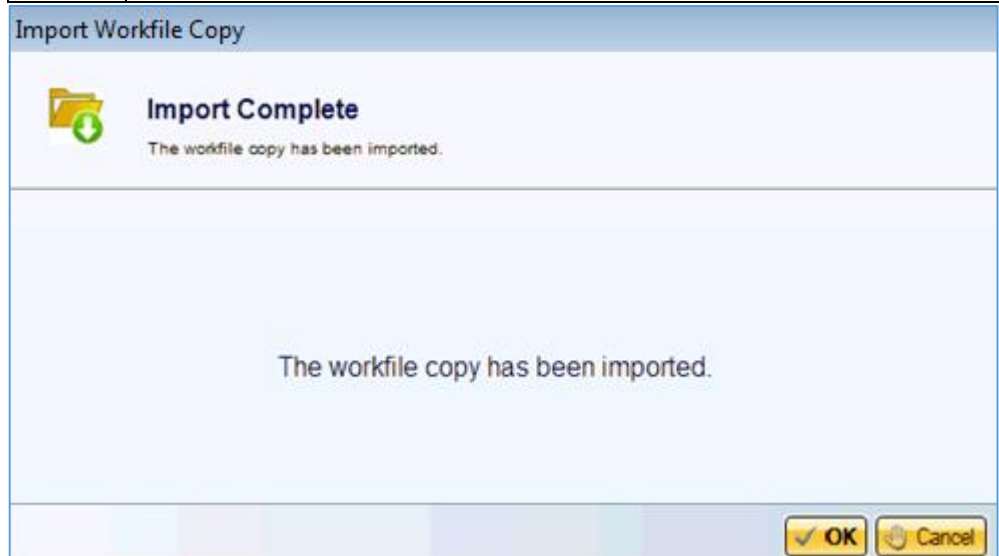 Import Workfile Copy
Import Complete
The workfile copy has been imported.
The workfile copy has been imported.
OK Cancel